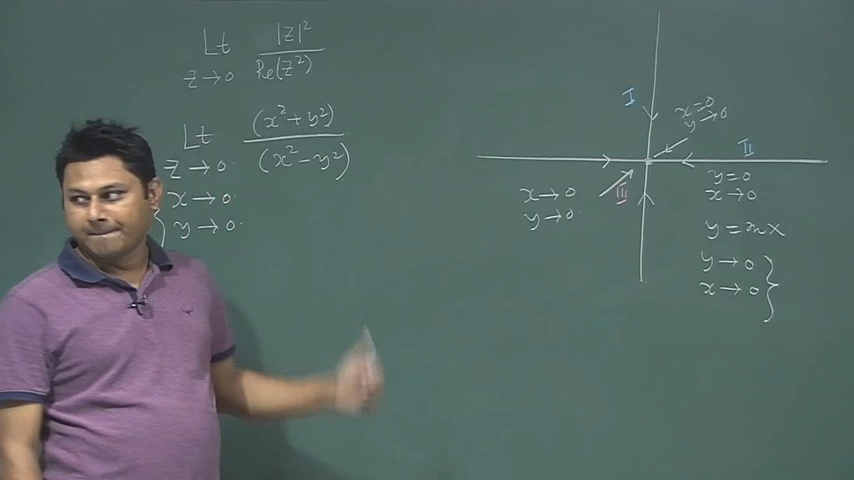 Lt |Z|²
z→0 Re(Z²)
Lt (x²+y²)
z→0 (x²-y²)
x→0
y→0
I
x=0
y→0
II
y=0
x→0
III
x→0
y→0
y=mx
y→0
x→0